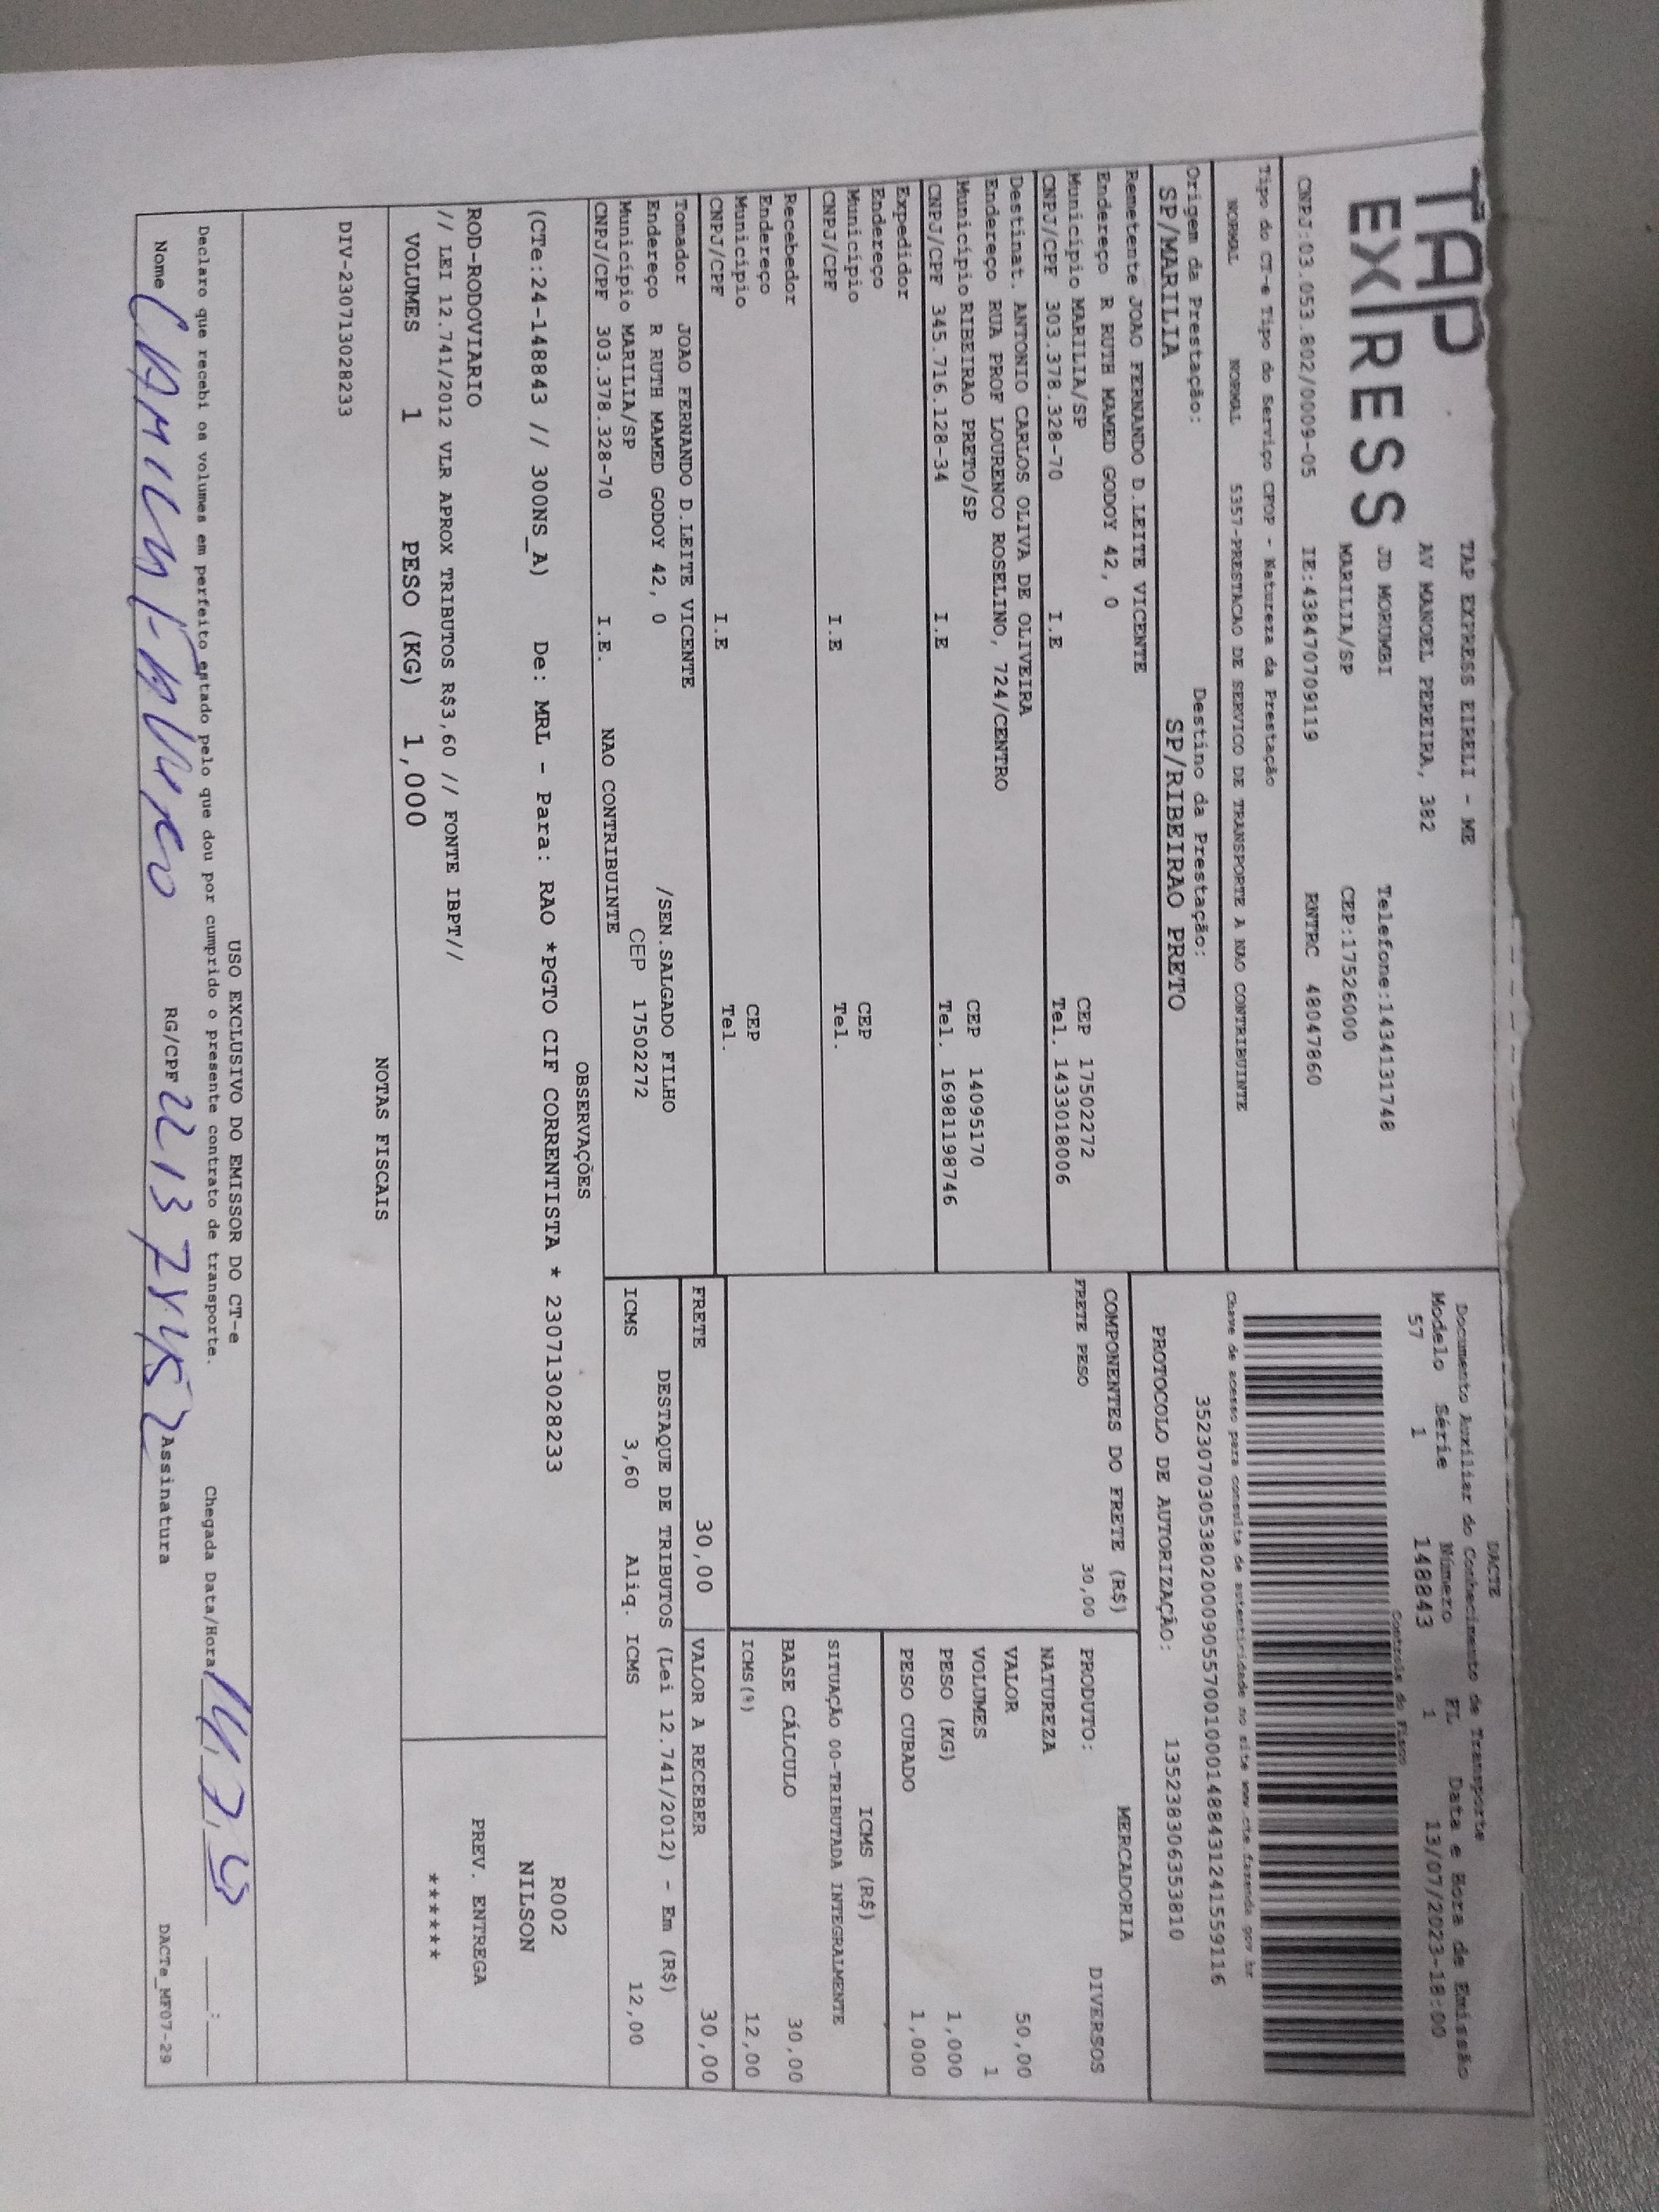 TAP
EXPRESS
TAP EXPRESS EIRELI - ME
AV MANOEL PEREIRA, 382
JD MORUMBI Telefone:1434131748
MARILIA/SP CEP:17526000
CNPJ:03.053.802/0009-05 IE:438470709119 RNTRC 48047860
Tipo do CT-e Tipo do Serviço CFOP - Natureza da Prestação
NORMAL NORMAL 5357-PRESTACAO DE SERVICO DE TRANSPORTE A NAO CONTRIBUINTE
Origem da Prestação: Destino da Prestação:
SP/MARILIA SP/RIBEIRAO PRETO
Remetente JOAO FERNANDO D.LEITE VICENTE
Endereço R RUTH MAMED GODOY 42, 0
Município MARILIA/SP CEP 17502272
CNPJ/CPF 303.378.328-70 I.E Tel. 1433018006
Destinat. ANTONIO CARLOS OLIVA DE OLIVEIRA
Endereço RUA PROF LOURENCO ROSELINO, 724/CENTRO
Município RIBEIRAO PRETO/SP CEP 14095170
CNPJ/CPF 345.716.128-34 I.E Tel. 16981198746
Expedidor
Endereço
Município CEP
CNPJ/CPF I.E Tel.
Recebedor
Endereço
Município CEP
CNPJ/CPF I.E Tel.
Tomador JOAO FERNANDO D.LEITE VICENTE
Endereço R RUTH MAMED GODOY 42, 0 /SEN.SALGADO FILHO
Município MARILIA/SP CEP 17502272
CNPJ/CPF 303.378.328-70 I.E. NAO CONTRIBUINTE
DACTE
Documento Auxiliar do Conhecimento de Transporte
Modelo Série Número FL Data e Hora de Emissão
57 1 148843 1 13/07/2023-18:00
Controle do Fisco
Chave de acesso para consulta de autenticidade no site www.cte.fazenda.gov.br
35230703053802000905570010001488431241559116
PROTOCOLO DE AUTORIZAÇÃO: 135238306353810
COMPONENTES DO FRETE (R$)
FRETE PESO 30,00
MERCADORIA
PRODUTO: DIVERSOS
NATUREZA
VALOR 50,00
VOLUMES 1
PESO (KG) 1,000
PESO CUBADO 1,000
ICMS (R$)
SITUAÇÃO 00-TRIBUTADA INTEGRALMENTE
BASE CÁLCULO 30,00
ICMS(%) 12,00
FRETE 30,00 VALOR A RECEBER 30,00
DESTAQUE DE TRIBUTOS (Lei 12.741/2012) - Em (R$)
ICMS 3,60 Aliq. ICMS 12,00
OBSERVAÇÕES
(CTe:24-148843 // 300NS_A) De: MRL - Para: RAO *PGTO CIF CORRENTISTA * 230713028233
R002
NILSON
ROD-RODOVIARIO
// LEI 12.741/2012 VLR APROX TRIBUTOS R$3,60 // FONTE IBPT//
PREV. ENTREGA
*******
VOLUMES 1 PESO (KG) 1,000
NOTAS FISCAIS
DIV-230713028233
USO EXCLUSIVO DO EMISSOR DO CT-e
Declaro que recebi os volumes em perfeito estado pelo que dou por cumprido o presente contrato de transporte. Chegada Data/Hora
Nome RG/CPF Assinatura
DACTe_MF07-29